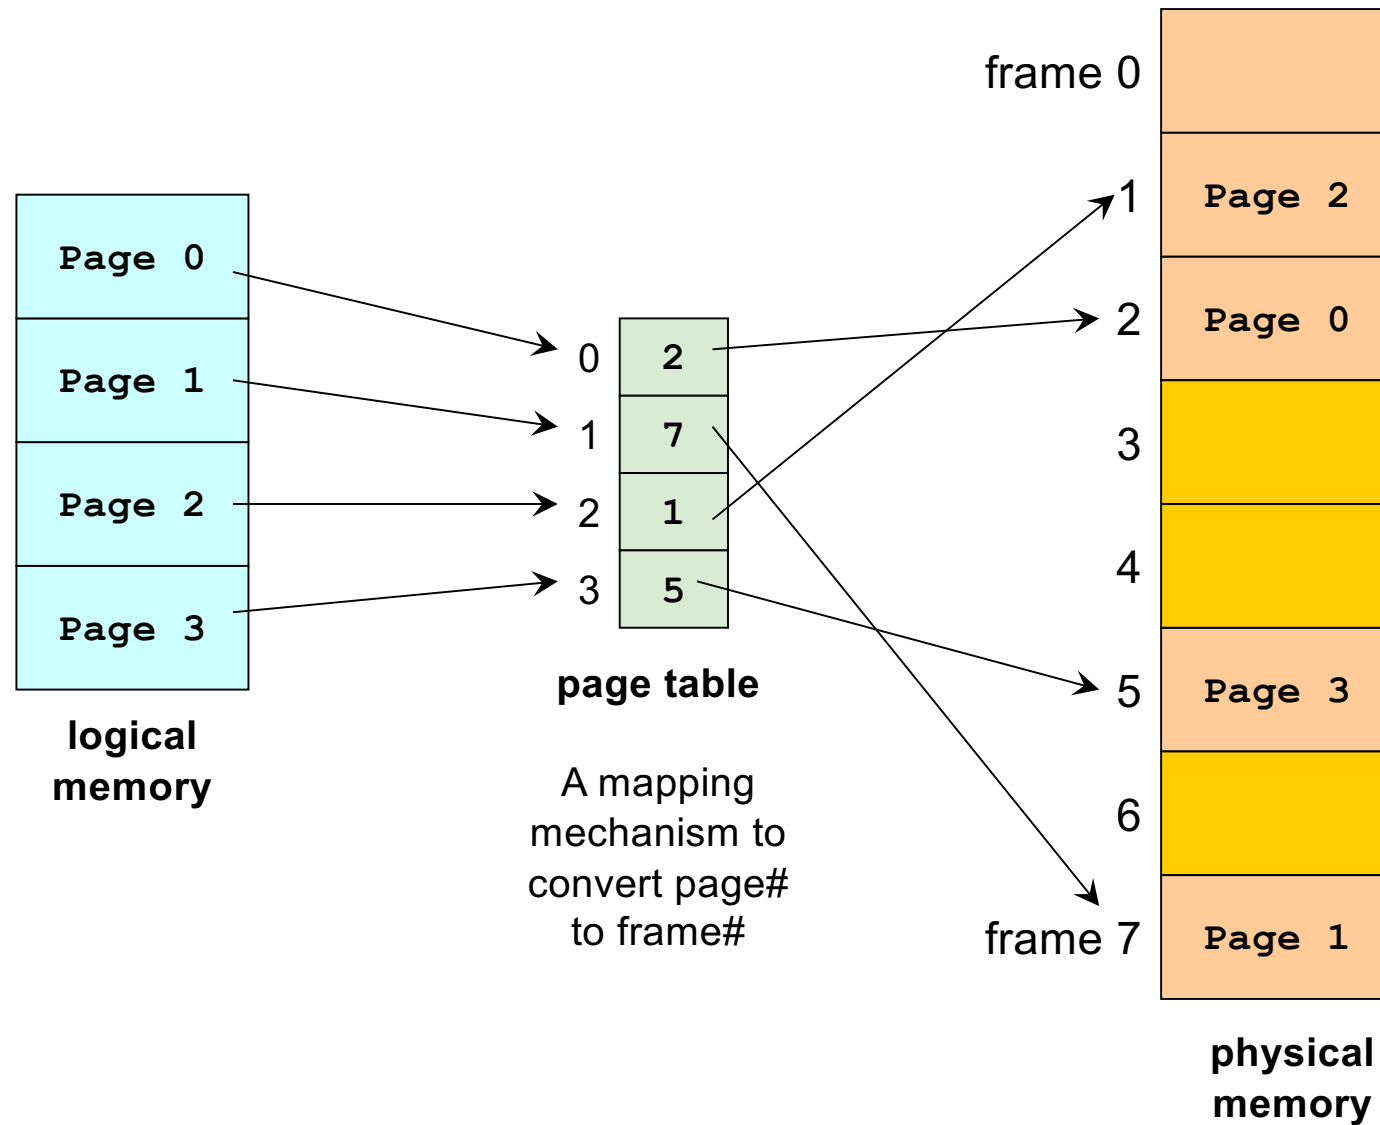 Page 0
Page 1
Page 2
Page 3
logical
memory
0 2
1 7
2 1
3 5
page table
A mapping
mechanism to
convert page#
to frame#
frame 0
1 Page 2
2 Page 0
3
4
5 Page 3
6
frame 7 Page 1
physical
memory